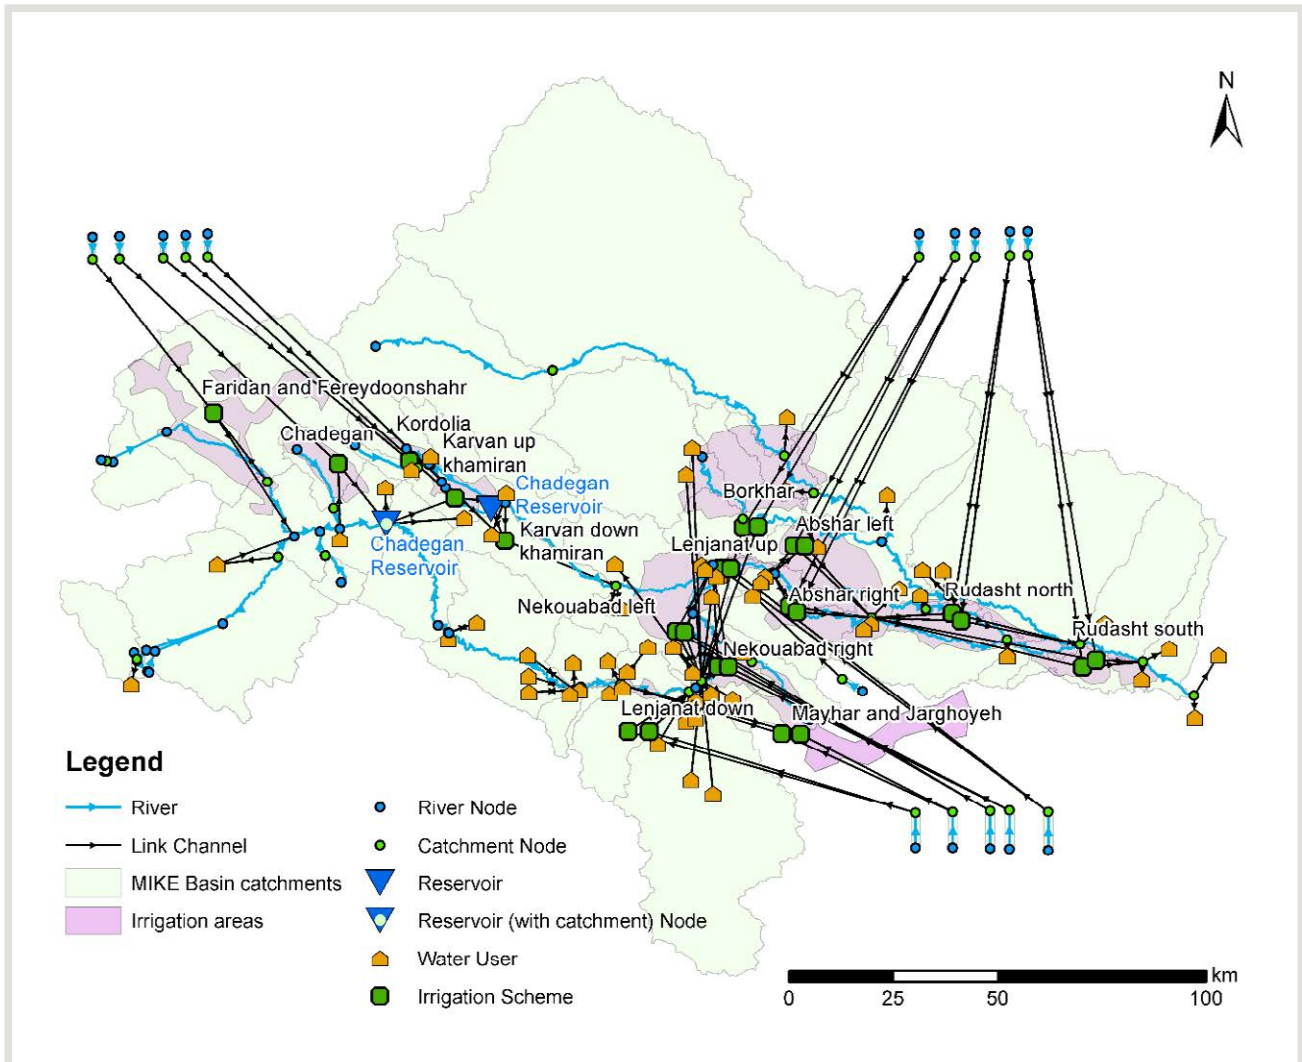 N
Faridan and Fereydoonshahr
Chadegan
Kordolia
Karvan up
khamiran
Chadegan
Reservoir
Chadegan
Reservoir
Karvan down
khamiran
Borkhar
Abshar left
Lenjanat up
Nekouabad left
Abshar right
Rudasht north
Rudasht south
Nekouabad right
Lenjanat down
Mayhar and Jarghoyeh
Legend
River
Link Channel
MIKE Basin catchments
Irrigation areas
River Node
Catchment Node
Reservoir
Reservoir (with catchment) Node
Water User
Irrigation Scheme
km
0 25 50 100